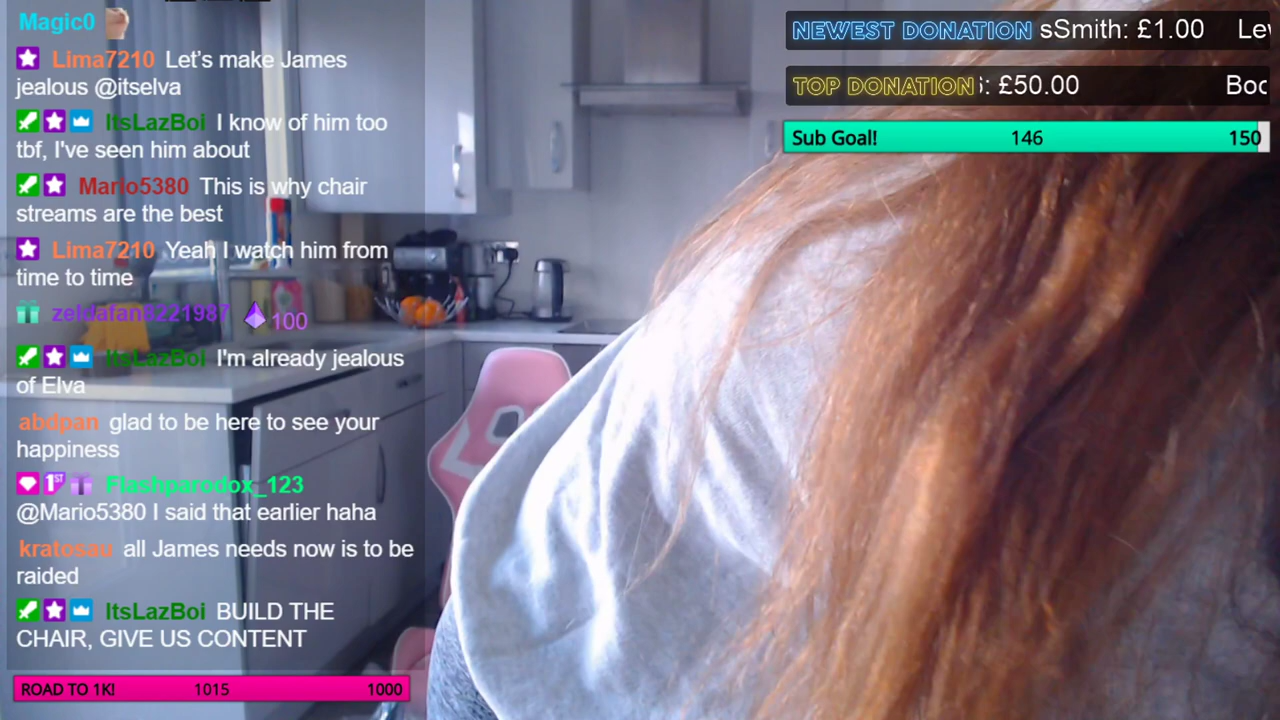 Magic0
Lima7210 Let's make James
jealous @itselva
ItsLazBoi I know of him too
tbf, I've seen him about
Mario5380 This is why chair
streams are the best
Lima7210 Yeah I watch him from
time to time
zeldafan8221987 100
ItsLazBoi I'm already jealous
of Elva
abdpan glad to be here to see your
happiness
1ST Flashparodox_123
@Mario5380 I said that earlier haha
kratosau all James needs now is to be
raided
ItsLazBoi BUILD THE
CHAIR, GIVE US CONTENT
ROAD TO 1K! 1015 1000
NEWEST DONATION sSmith: £1.00
TOP DONATION : £50.00
Sub Goal! 146 150